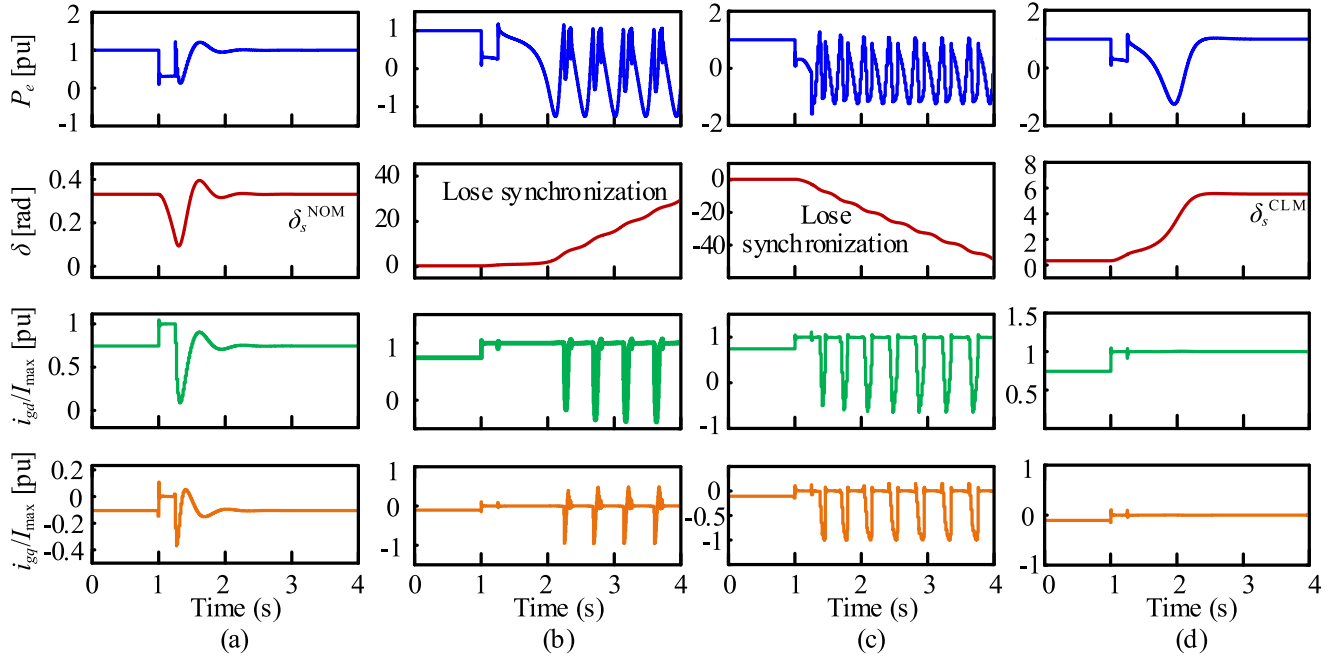 P_e [pu]
2
1
0
-1
1
0
-1
2
0
-2
2
0
-2
δ [rad]
0.4
0.2
0
δ_s^NOM
40
20
0
Lose synchronization
0
-20
-40
Lose
synchronization
8
6
4
2
0
δ_s^CLM
i_gd/I_max [pu]
1
0.5
0
1
0
1
0
-1
1.5
1
0.5
i_gq/I_max [pu]
0.2
0
-0.2
-0.4
1
0
-1
0
-0.5
-1
1
0
-1
0 1 2 3 4
0 1 2 3 4
0 1 2 3 4
0 1 2 3 4
Time (s)
Time (s)
Time (s)
Time (s)
(a)
(b)
(c)
(d)